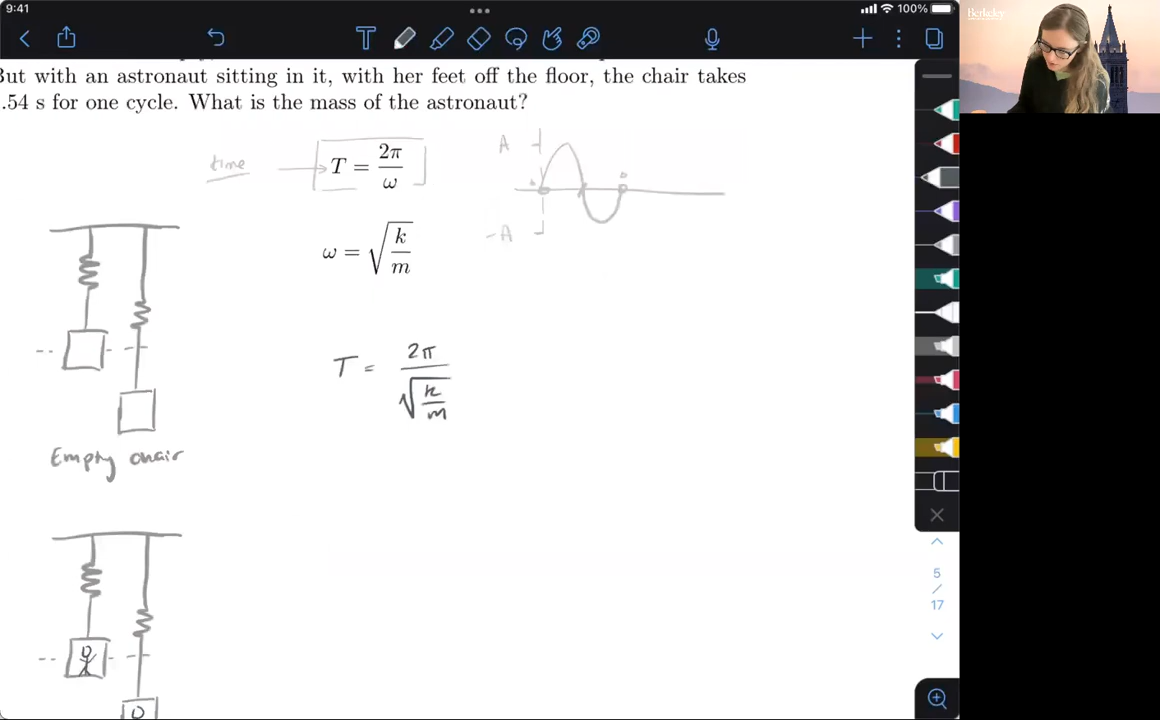 9:41
100%
But with an astronaut sitting in it, with her feet off the floor, the chair takes
.54 s for one cycle. What is the mass of the astronaut?
time
T = 2π / ω
A
-A
ω = √(k / m)
T = 2π / √(k / m)
Empty chair
5
/
17
Berkeley